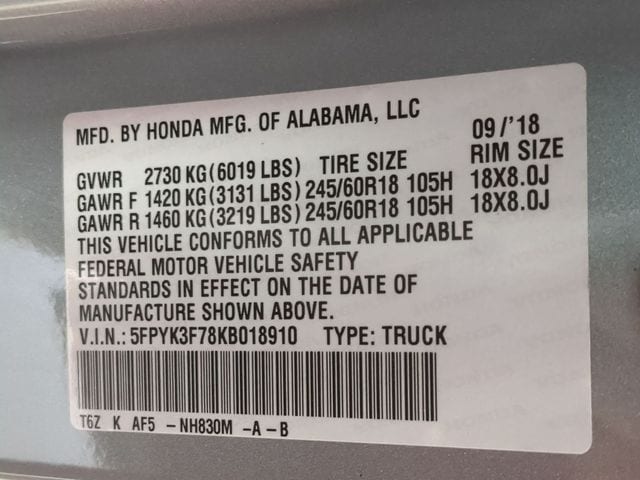 MFD. BY HONDA MFG. OF ALABAMA, LLC 09/'18
GVWR 2730 KG(6019 LBS) TIRE SIZE RIM SIZE
GAWR F 1420 KG(3131 LBS) 245/60R18 105H 18X8.0J
GAWR R 1460 KG(3219 LBS) 245/60R18 105H 18X8.0J
THIS VEHICLE CONFORMS TO ALL APPLICABLE
FEDERAL MOTOR VEHICLE SAFETY
STANDARDS IN EFFECT ON THE DATE OF
MANUFACTURE SHOWN ABOVE.
V.I.N.: 5FPYK3F78KB018910 TYPE: TRUCK
T6Z K AF5 -NH830M -A-B